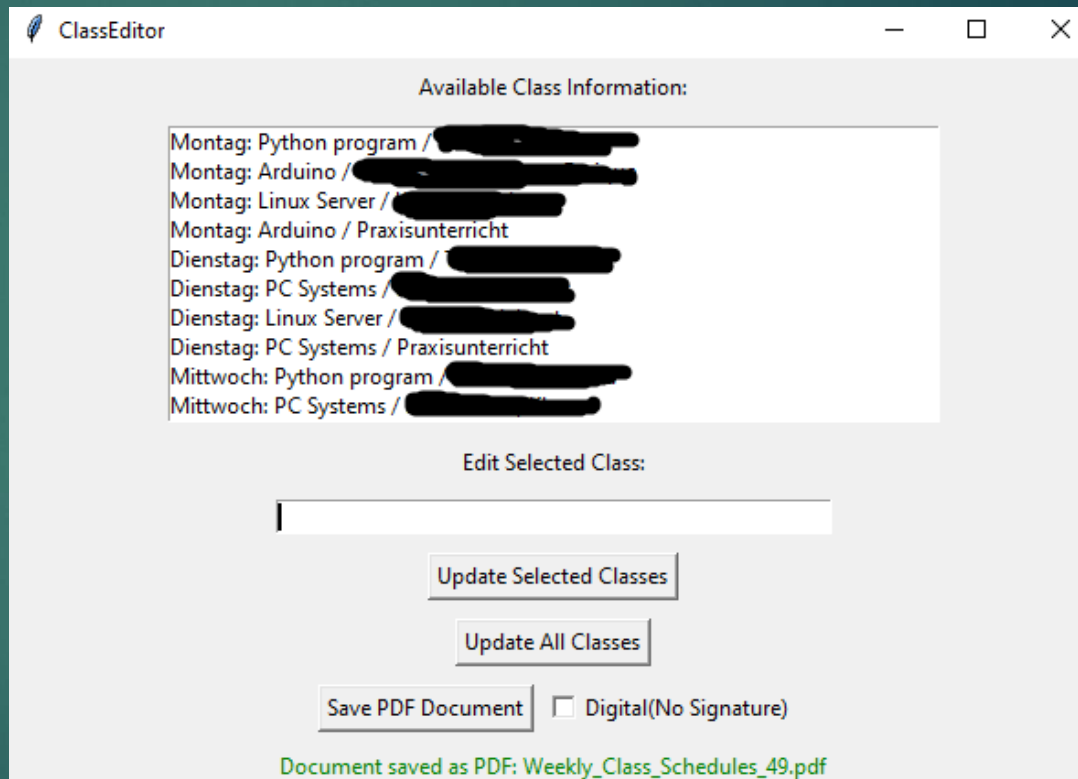 ClassEditor
Available Class Information:
Montag: Python program /
Montag: Arduino /
Montag: Linux Server /
Montag: Arduino / Praxisunterricht
Dienstag: Python program /
Dienstag: PC Systems /
Dienstag: Linux Server /
Dienstag: PC Systems / Praxisunterricht
Mittwoch: Python program /
Mittwoch: PC Systems /
Edit Selected Class:
Update Selected Classes
Update All Classes
Save PDF Document Digital(No Signature)
Document saved as PDF: Weekly_Class_Schedules_49.pdf